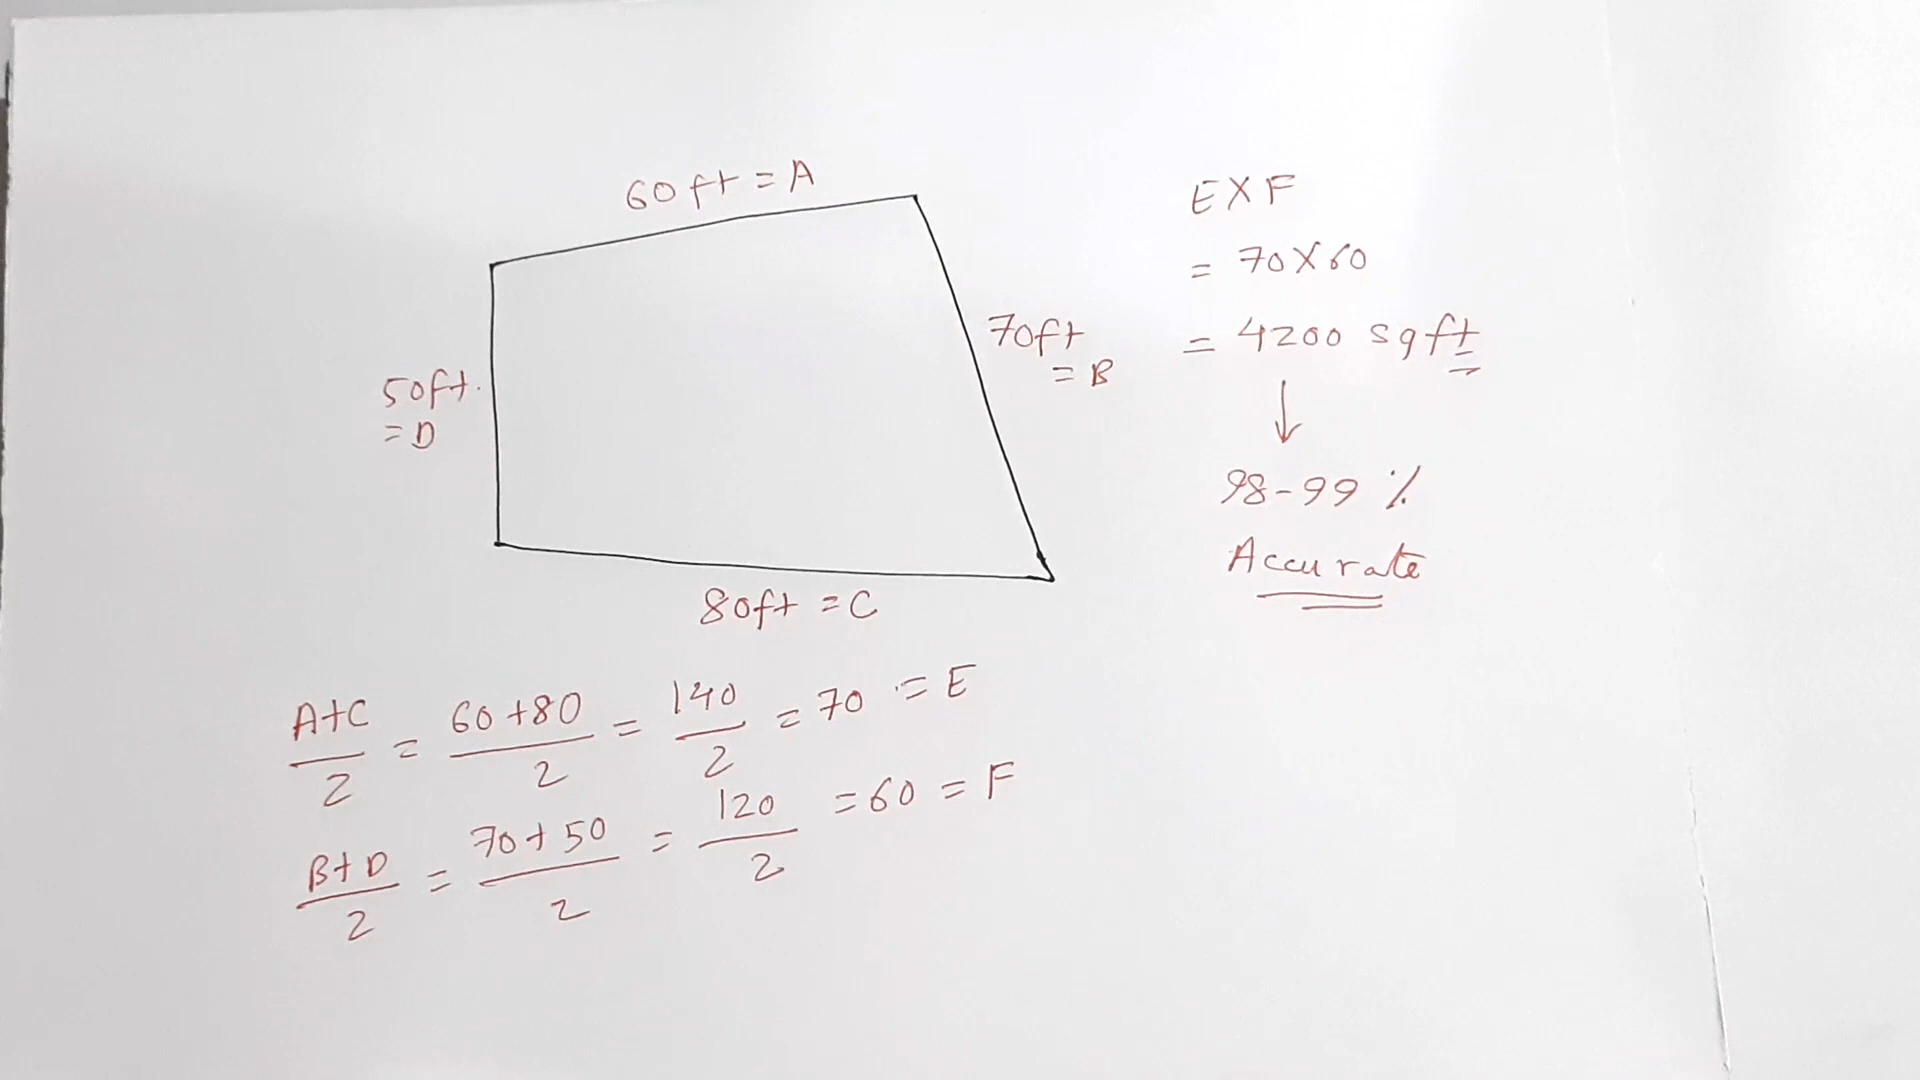 60ft = A
50ft.
= D
70ft
= B
80ft = C
A+C/2 = 60+80/2 = 140/2 = 70 = E
B+D/2 = 70+50/2 = 120/2 = 60 = F
EXF
= 70X60
= 4200 sqft
↓
98-99 %
Accurate